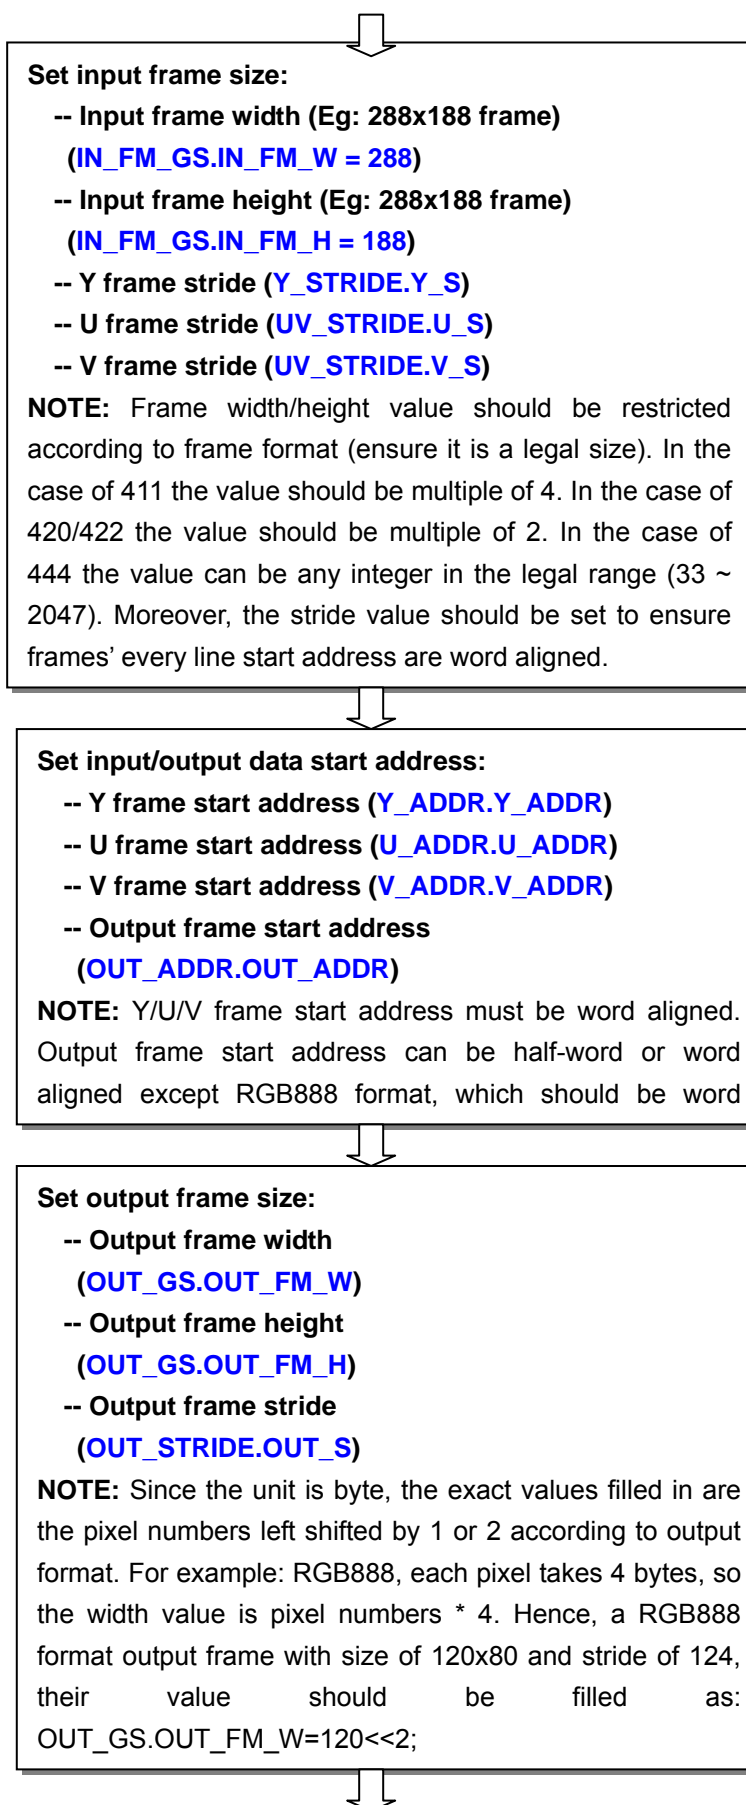 Set input frame size:
-- Input frame width (Eg: 288x188 frame)
(IN_FM_GS.IN_FM_W = 288)
-- Input frame height (Eg: 288x188 frame)
(IN_FM_GS.IN_FM_H = 188)
-- Y frame stride (Y_STRIDE.Y_S)
-- U frame stride (UV_STRIDE.U_S)
-- V frame stride (UV_STRIDE.V_S)
NOTE: Frame width/height value should be restricted
according to frame format (ensure it is a legal size). In the
case of 411 the value should be multiple of 4. In the case of
420/422 the value should be multiple of 2. In the case of
444 the value can be any integer in the legal range (33 ~
2047). Moreover, the stride value should be set to ensure
frames’ every line start address are word aligned.
Set input/output data start address:
-- Y frame start address (Y_ADDR.Y_ADDR)
-- U frame start address (U_ADDR.U_ADDR)
-- V frame start address (V_ADDR.V_ADDR)
-- Output frame start address
(OUT_ADDR.OUT_ADDR)
NOTE: Y/U/V frame start address must be word aligned.
Output frame start address can be half-word or word
aligned except RGB888 format, which should be word
Set output frame size:
-- Output frame width
(OUT_GS.OUT_FM_W)
-- Output frame height
(OUT_GS.OUT_FM_H)
-- Output frame stride
(OUT_STRIDE.OUT_S)
NOTE: Since the unit is byte, the exact values filled in are
the pixel numbers left shifted by 1 or 2 according to output
format. For example: RGB888, each pixel takes 4 bytes, so
the width value is pixel numbers * 4. Hence, a RGB888
format output frame with size of 120x80 and stride of 124,
their value should be filled as:
OUT_GS.OUT_FM_W=120<<2;